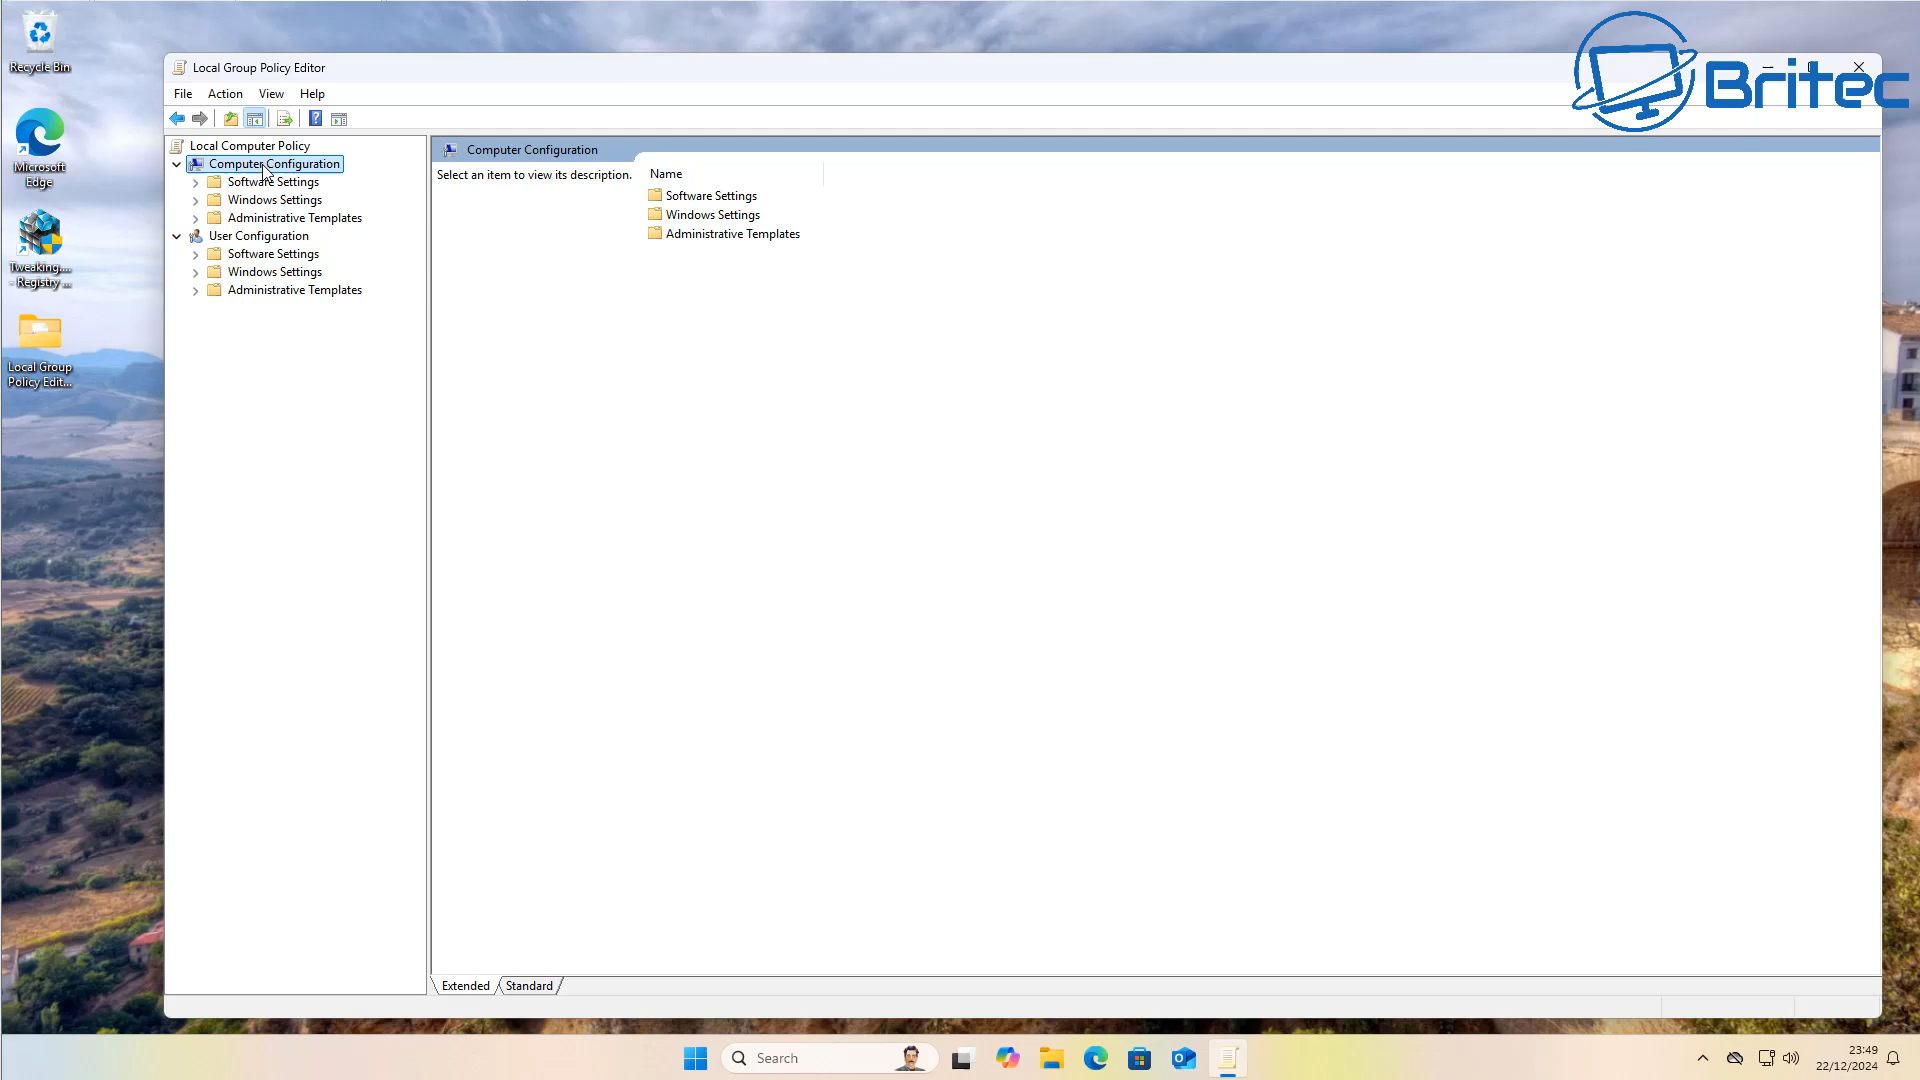 Recycle Bin
Microsoft
Edge
Tweaking....
- Registry ...
Local Group
Policy Edit...
Local Group Policy Editor
Britec
File Action View Help
Local Computer Policy
Computer Configuration
Software Settings
Windows Settings
Administrative Templates
User Configuration
Software Settings
Windows Settings
Administrative Templates
Computer Configuration
Select an item to view its description.
Name
Software Settings
Windows Settings
Administrative Templates
Extended
Standard
Search
23:49
22/12/2024